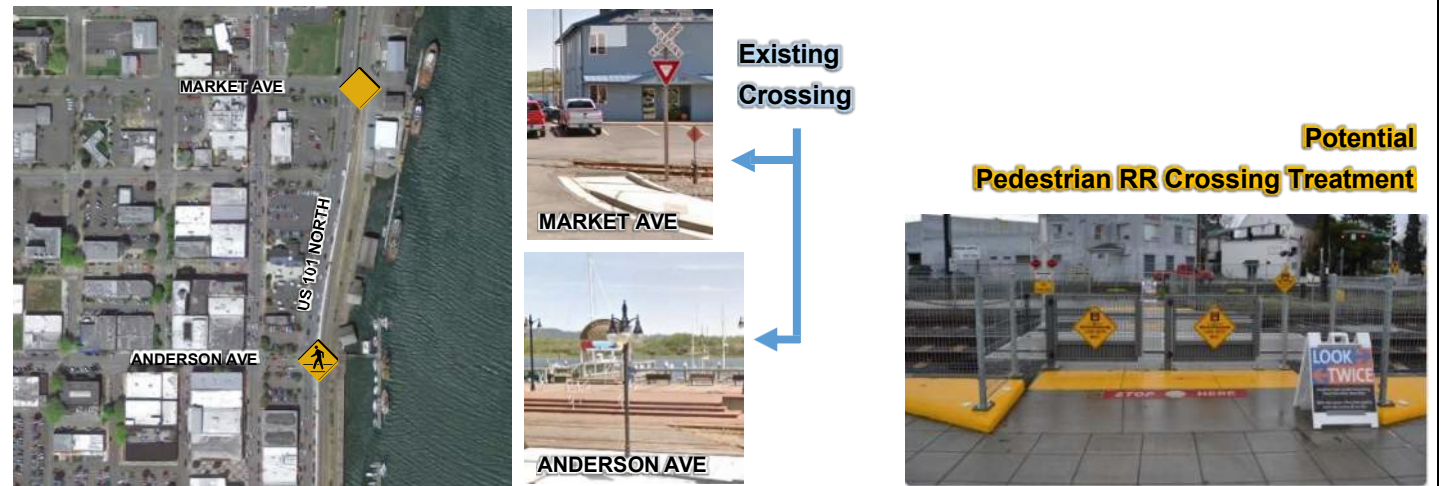 MARKET AVE
US 101 NORTH
ANDERSON AVE
MARKET AVE
ANDERSON AVE
Existing
Crossing
Potential
Pedestrian RR Crossing Treatment
LOOK
TWICE
STOP HERE